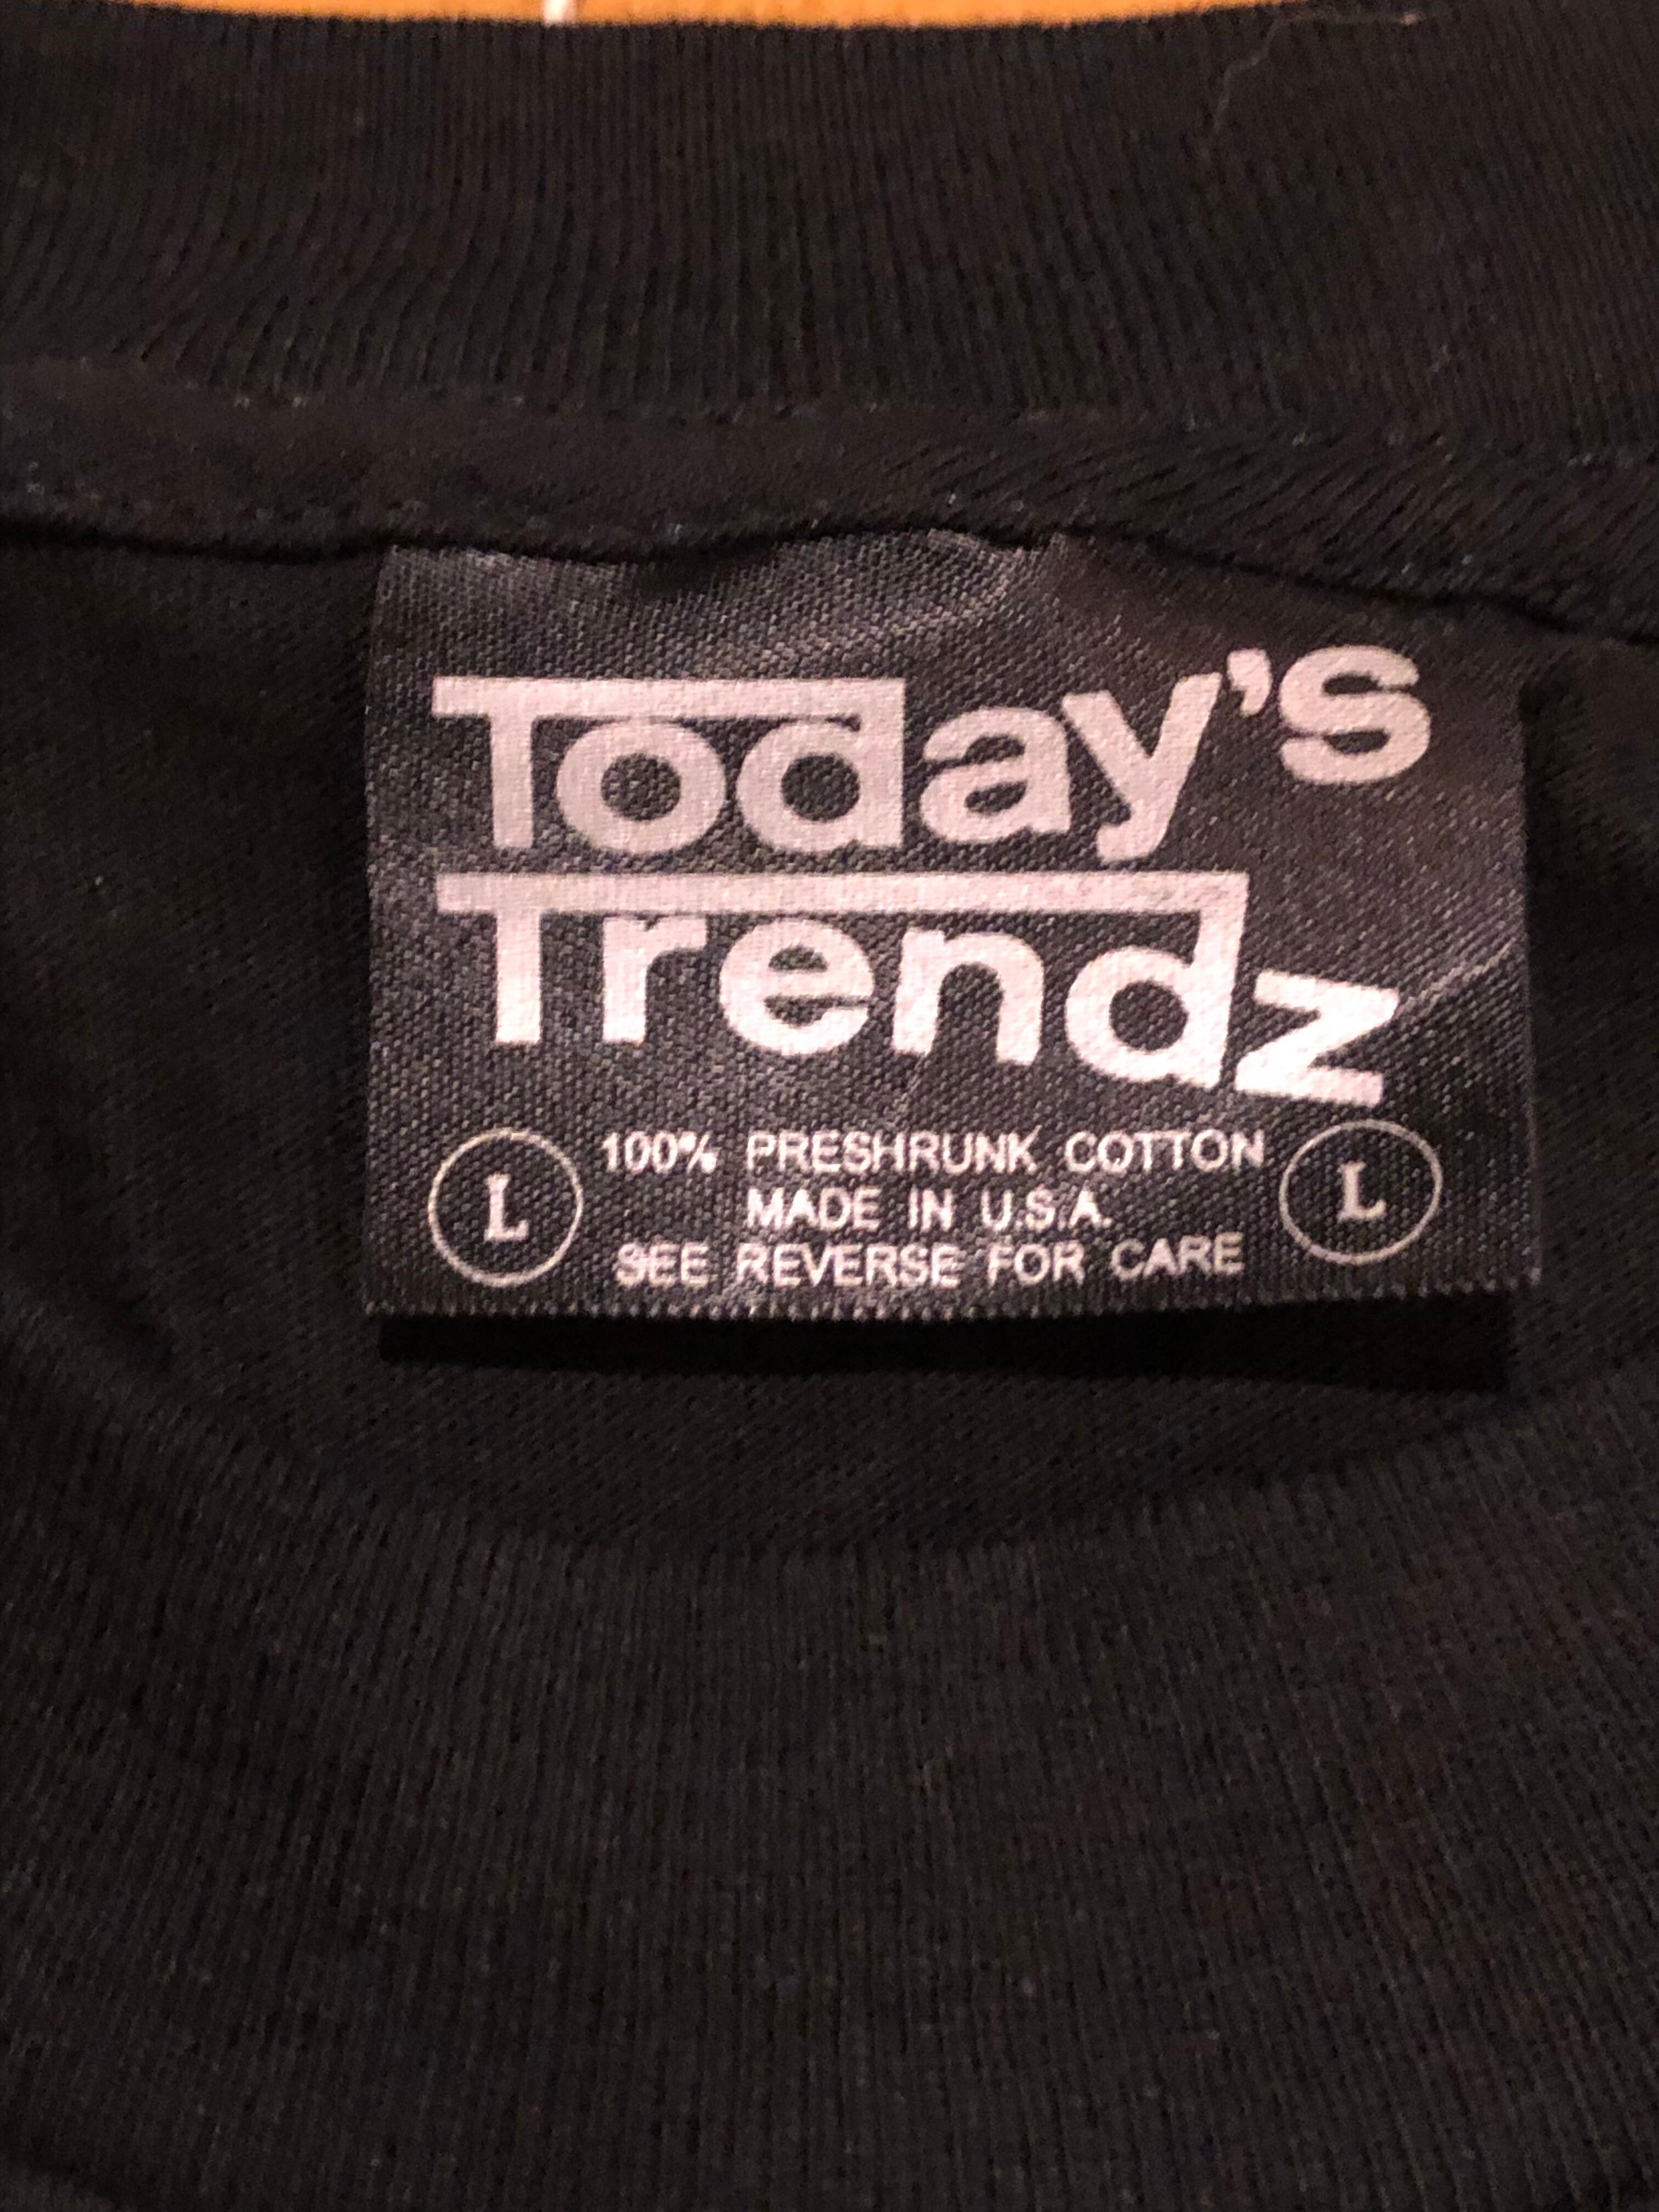 Today's
Trendz
L 100% PRESHRUNK COTTON L
MADE IN U.S.A.
SEE REVERSE FOR CARE